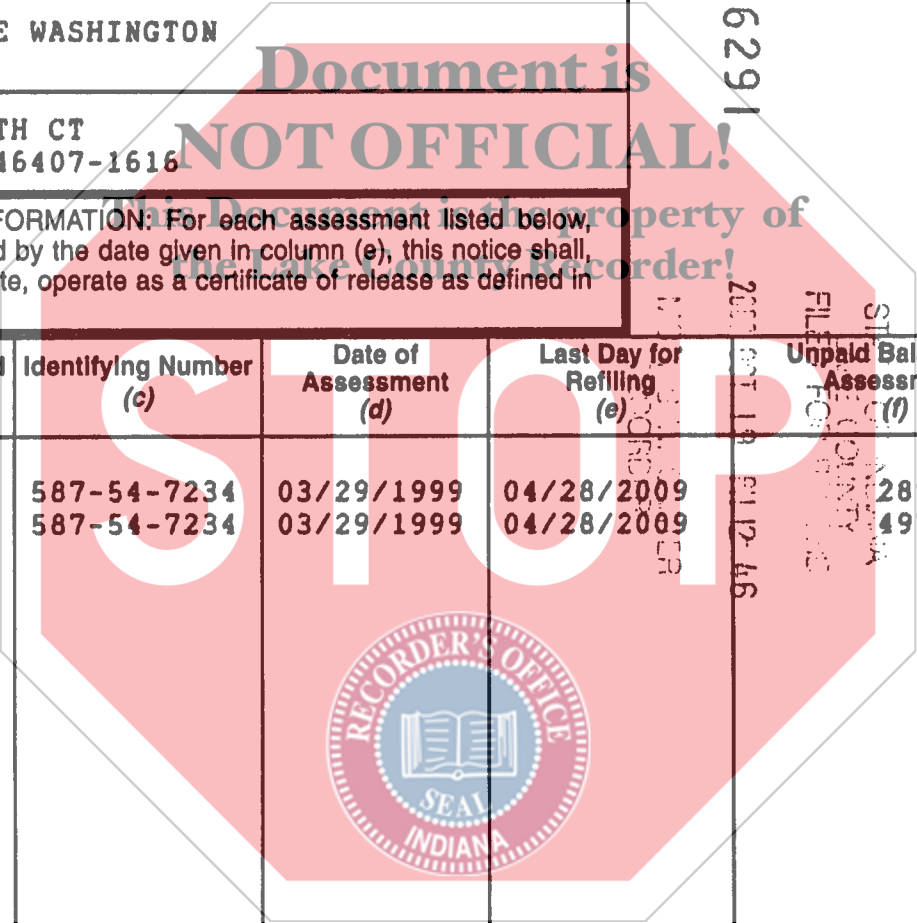 E WASHINGTON
6291
Document is
TH CT
NOT OFFICIAL!
46407-1616
This Document is the property of
FORMATION: For each assessment listed below,
d by the date given in column (e), this notice shall,
the Lake County Recorder!
te, operate as a certificate of release as defined in
d
Identifying Number
(c)
Date of
Assessment
(d)
Last Day for
Refiling
(e)
Unpaid Bal
Assessm
(f)
STOP
587-54-7234 03/29/1999 04/28/2009 28
587-54-7234 03/29/1999 04/28/2009 49
RECORDER'S OFFICE
SEAL
INDIANA